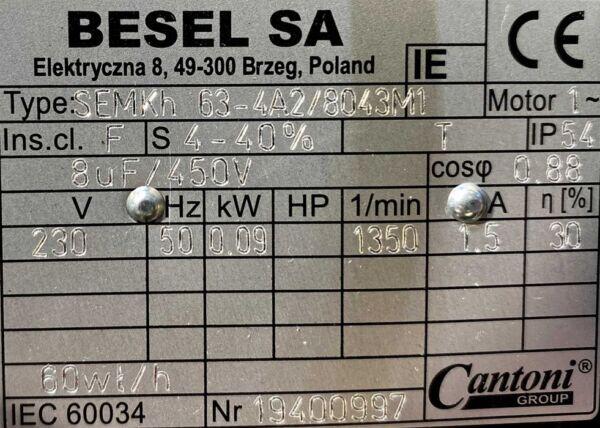 BESEL SA
Elektryczna 8, 49-300 Brzeg, Poland
IE
CE
Type: SEMKh 63-4A2/8043M1 Motor 1~
Ins.cl. F S 4-40% T IP 54
8uF/450V cosφ 0.88
V Hz kW HP 1/min A η [%]
230 50 0.09 1350 1.5 30
60wt/h
IEC 60034 Nr 19400997
Cantoni®
GROUP